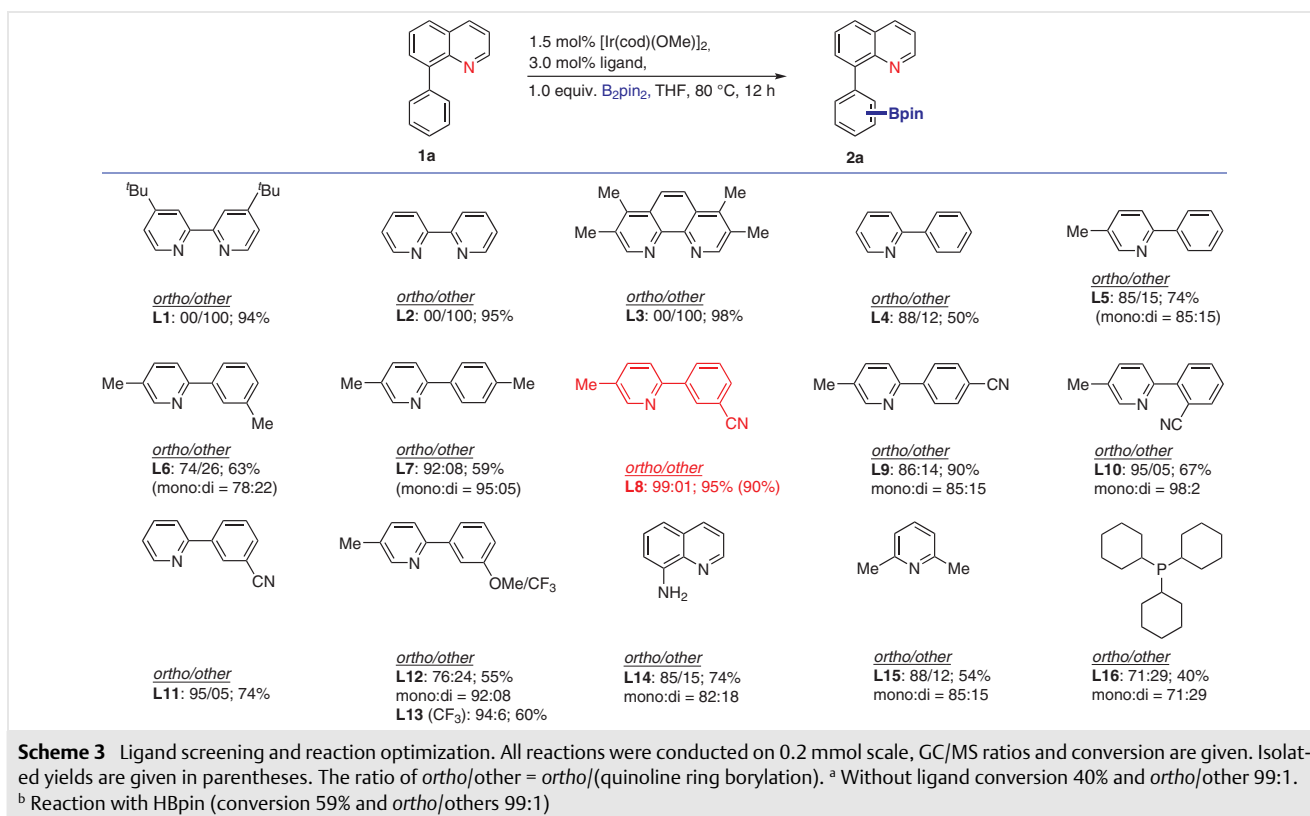 1.5 mol% [Ir(cod)(OMe)]2,
3.0 mol% ligand,
1.0 equiv. B2pin2, THF, 80 °C, 12 h
N
N
Bpin
1a
2a
tBu
tBu
N
N
ortho/other
L1: 00/100; 94%
N
N
ortho/other
L2: 00/100; 95%
Me
Me
Me
Me
N
N
ortho/other
L3: 00/100; 98%
N
ortho/other
L4: 88/12; 50%
Me
N
ortho/other
L5: 85/15; 74%
(mono:di = 85:15)
Me
N
Me
ortho/other
L6: 74/26; 63%
(mono:di = 78:22)
Me
N
Me
ortho/other
L7: 92:08; 59%
(mono:di = 95:05)
Me
N
CN
ortho/other
L8: 99:01; 95% (90%)
Me
N
CN
ortho/other
L9: 86:14; 90%
mono:di = 85:15
Me
N
NC
ortho/other
L10: 95/05; 67%
mono:di = 98:2
N
CN
ortho/other
L11: 95/05; 74%
Me
N
OMe/CF3
ortho/other
L12: 76:24; 55%
mono:di = 92:08
L13 (CF3): 94:6; 60%
N
NH2
ortho/other
L14: 85/15; 74%
mono:di = 82:18
Me
N
Me
ortho/other
L15: 88/12; 54%
mono:di = 85:15
P
ortho/other
L16: 71:29; 40%
mono:di = 71:29
Scheme 3 Ligand screening and reaction optimization. All reactions were conducted on 0.2 mmol scale, GC/MS ratios and conversion are given. Isolat-
ed yields are given in parentheses. The ratio of ortho/other = ortho/(quinoline ring borylation). a Without ligand conversion 40% and ortho/other 99:1.
b Reaction with HBpin (conversion 59% and ortho/others 99:1)